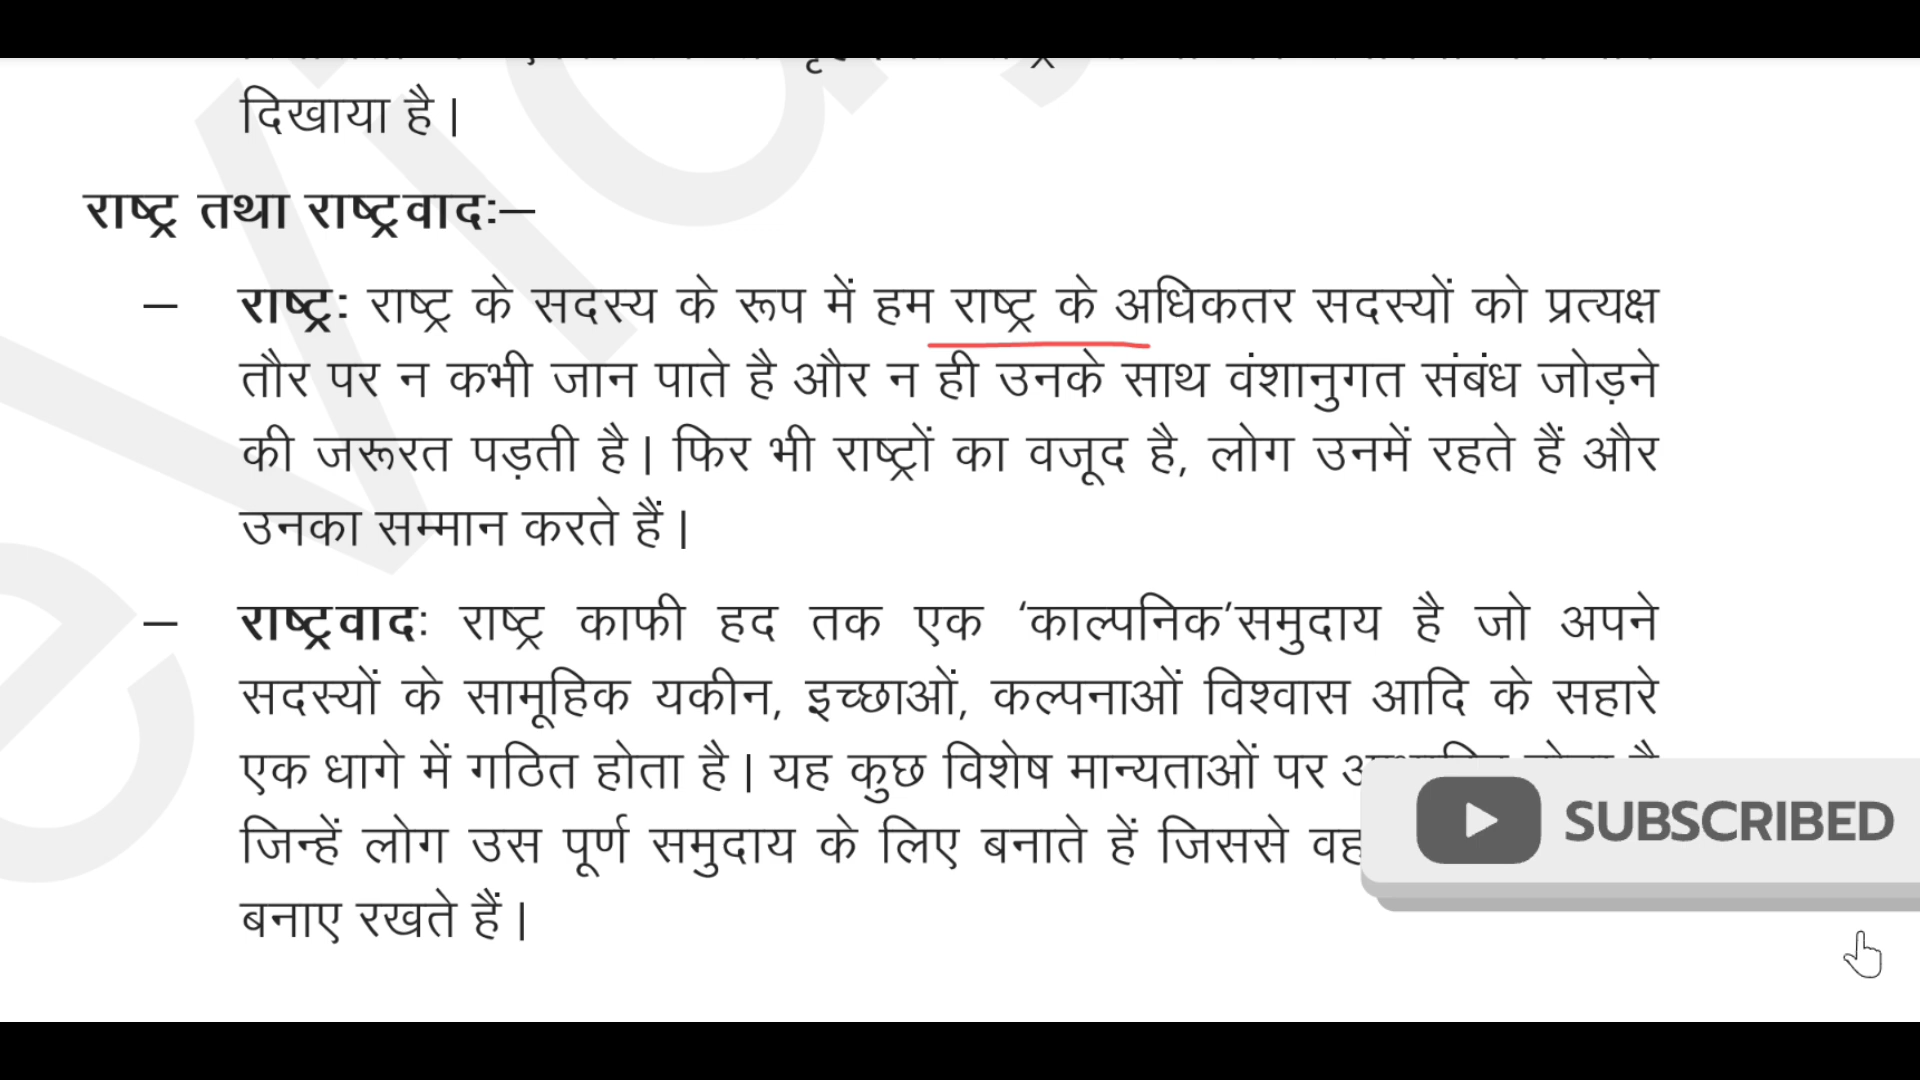 दिखाया है।
राष्ट्र तथा राष्ट्रवादः—
– राष्ट्रः राष्ट्र के सदस्य के रूप में हम राष्ट्र के अधिकतर सदस्यों को प्रत्यक्ष
तौर पर न कभी जान पाते है और न ही उनके साथ वंशानुगत संबंध जोड़ने
की जरूरत पड़ती है। फिर भी राष्ट्रों का वजूद है, लोग उनमें रहते हैं और
उनका सम्मान करते हैं।
– राष्ट्रवादः राष्ट्र काफी हद तक एक ‘काल्पनिक’समुदाय है जो अपने
सदस्यों के सामूहिक यकीन, इच्छाओं, कल्पनाओं विश्वास आदि के सहारे
एक धागे में गठित होता है। यह कुछ विशेष मान्यताओं पर
जिन्हें लोग उस पूर्ण समुदाय के लिए बनाते हें जिससे वह
बनाए रखते हैं।
SUBSCRIBED